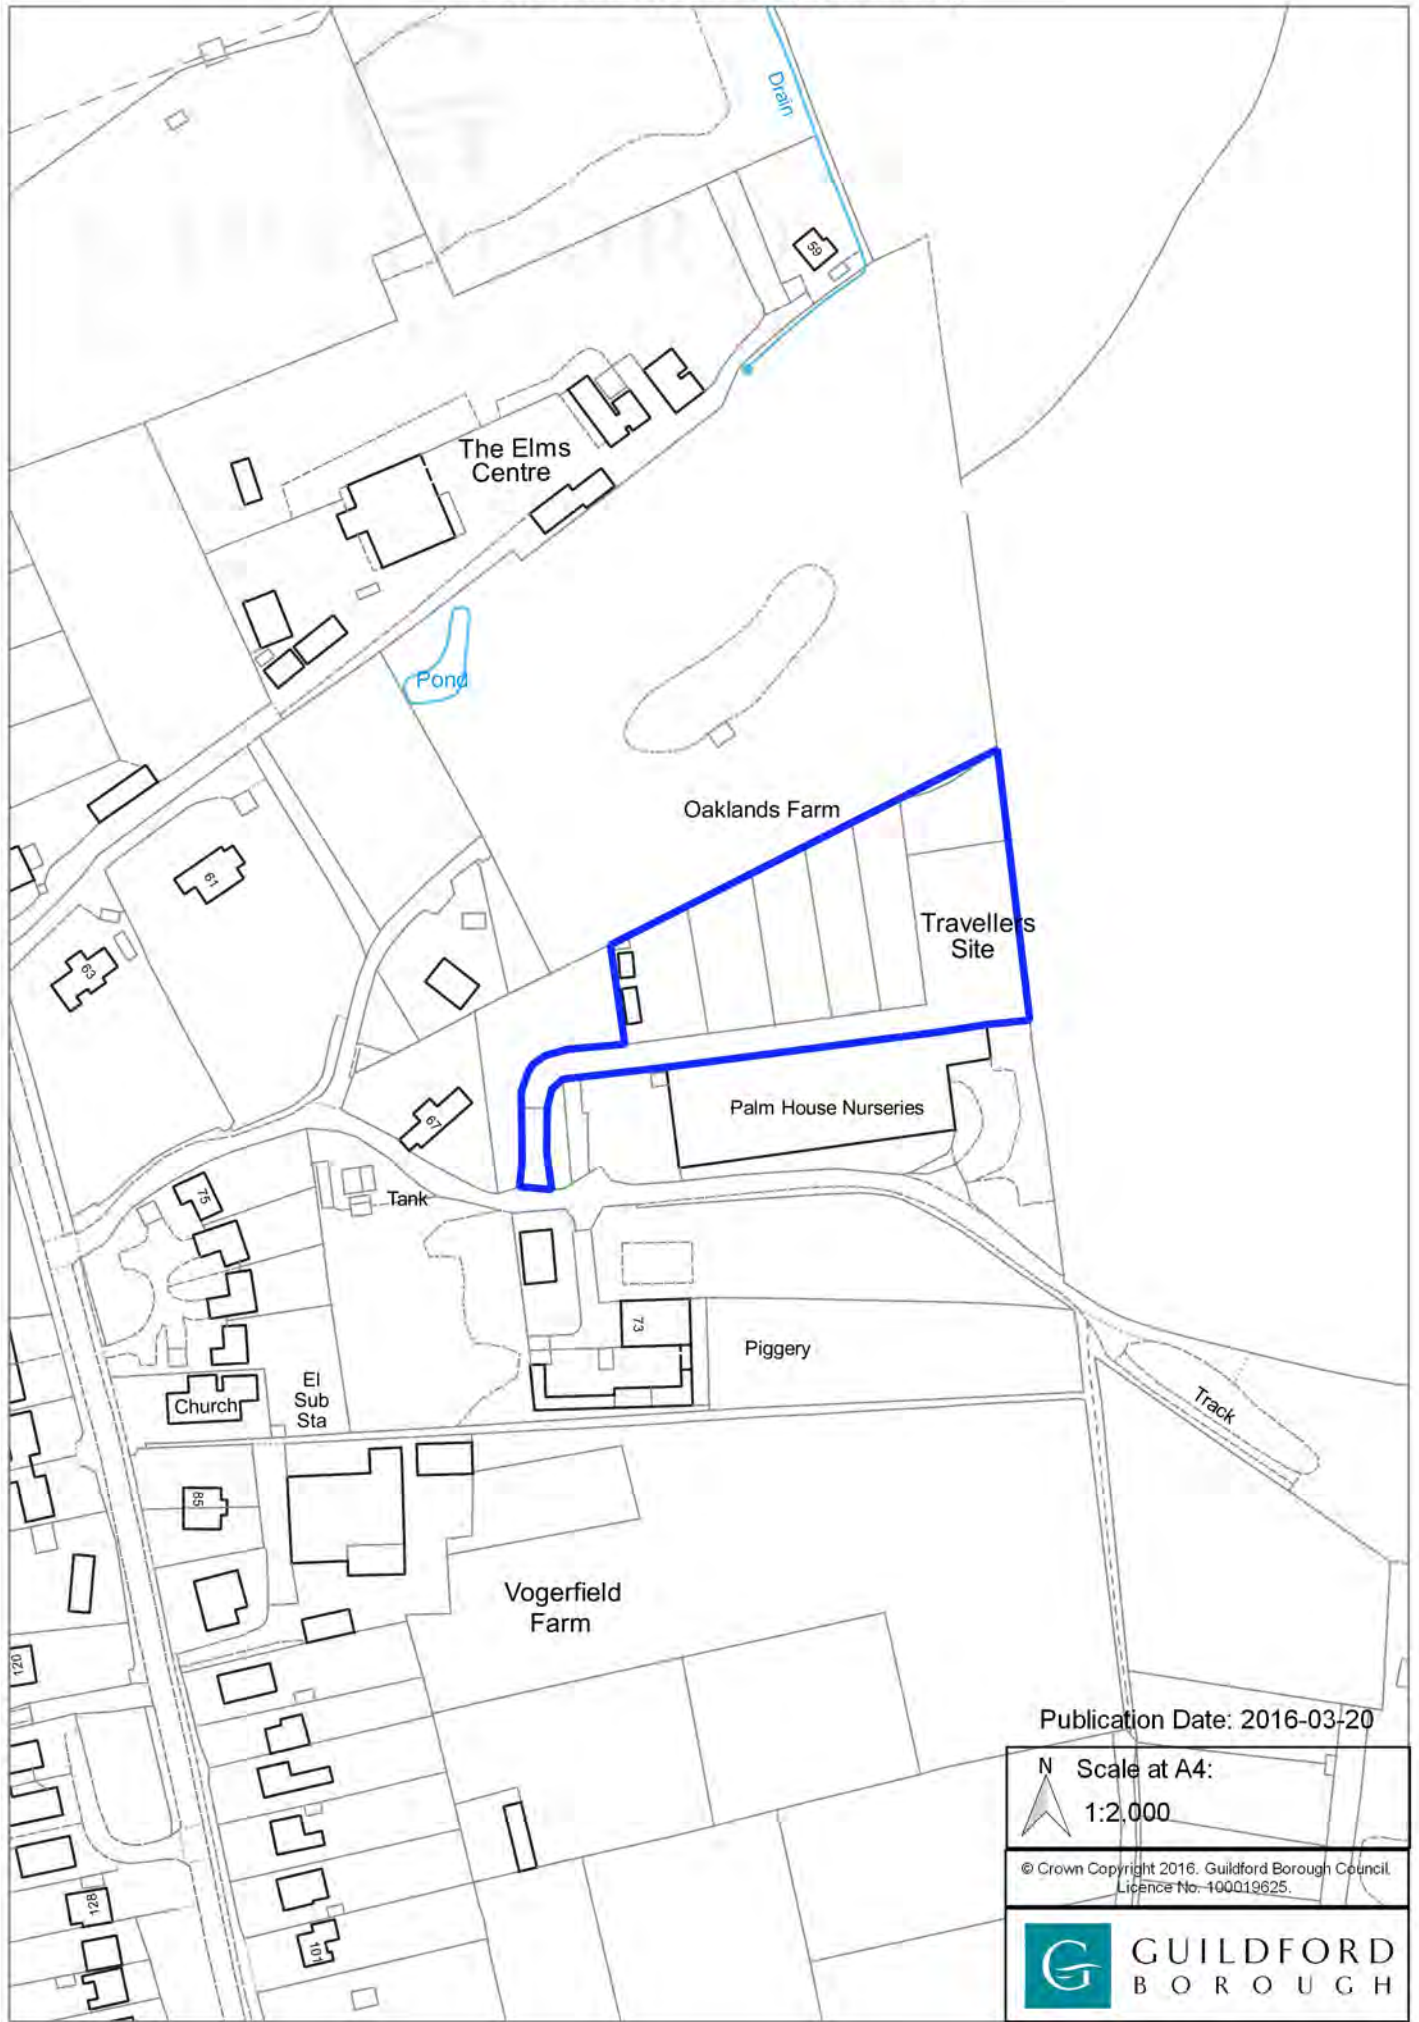 Drain
59
The Elms
Centre
Pond
Oaklands Farm
61
Travellers
Site
63
Palm House Nurseries
67
75
Tank
73
Piggery
El
Sub
Sta
Church
Track
85
Vogerfield
Farm
120
Publication Date: 2016-03-20
N
Scale at A4:
1:2,000
© Crown Copyright 2016. Guildford Borough Council.
Licence No. 100019625.
128
101
G
GUILDFORD
BOROUGH